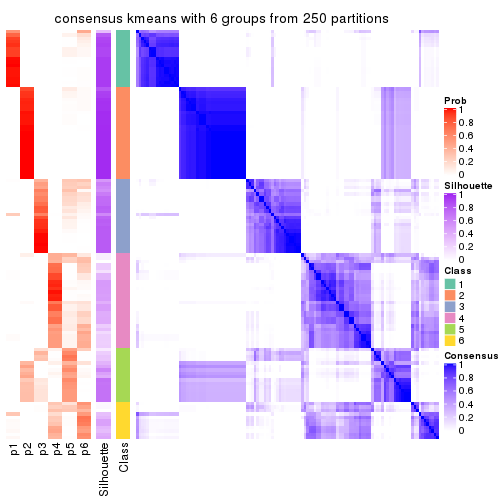 consensus kmeans with 6 groups from 250 partitions
Prob
1
0.8
0.6
0.4
0.2
0
Silhouette
1
0.8
0.6
0.4
0.2
0
Class
1
2
3
4
5
6
Consensus
1
0.8
0.6
0.4
0.2
0
p1
p2
p3
p4
p5
p6
Silhouette
Class